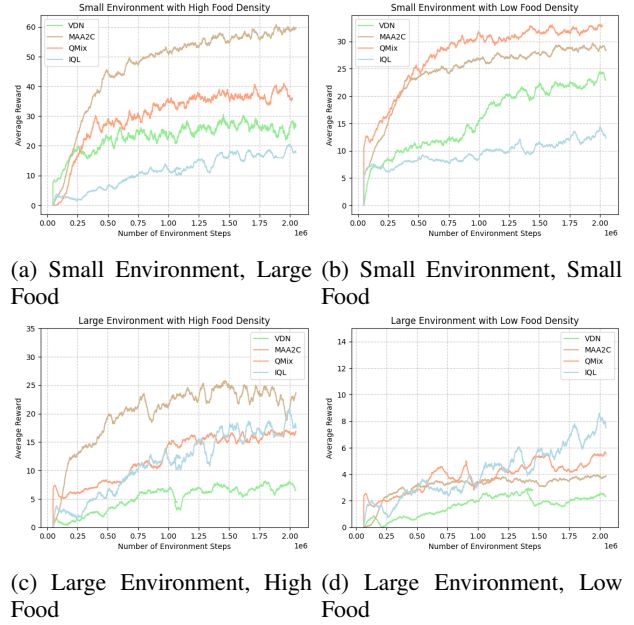 Small Environment with High Food Density
60
50
40
30
20
10
0
Average Reward
VDN
MAA2C
QMix
IQL
0.00 0.25 0.50 0.75 1.00 1.25 1.50 1.75 2.00
1e6
Number of Environment Steps
Small Environment with Low Food Density
30
25
20
15
10
5
0
Average Reward
VDN
MAA2C
QMix
IQL
0.00 0.25 0.50 0.75 1.00 1.25 1.50 1.75 2.00
1e6
Number of Environment Steps
(a) Small Environment, Large
Food
(b) Small Environment, Small
Food
Large Environment with High Food Density
35
30
25
20
15
10
5
0
Average Reward
VDN
MAA2C
QMix
IQL
0.00 0.25 0.50 0.75 1.00 1.25 1.50 1.75 2.00
1e6
Number of Environment Steps
Large Environment with Low Food Density
14
12
10
8
6
4
2
0
Average Reward
VDN
MAA2C
QMix
IQL
0.00 0.25 0.50 0.75 1.00 1.25 1.50 1.75 2.00
1e6
Number of Environment Steps
(c) Large Environment, High
Food
(d) Large Environment, Low
Food